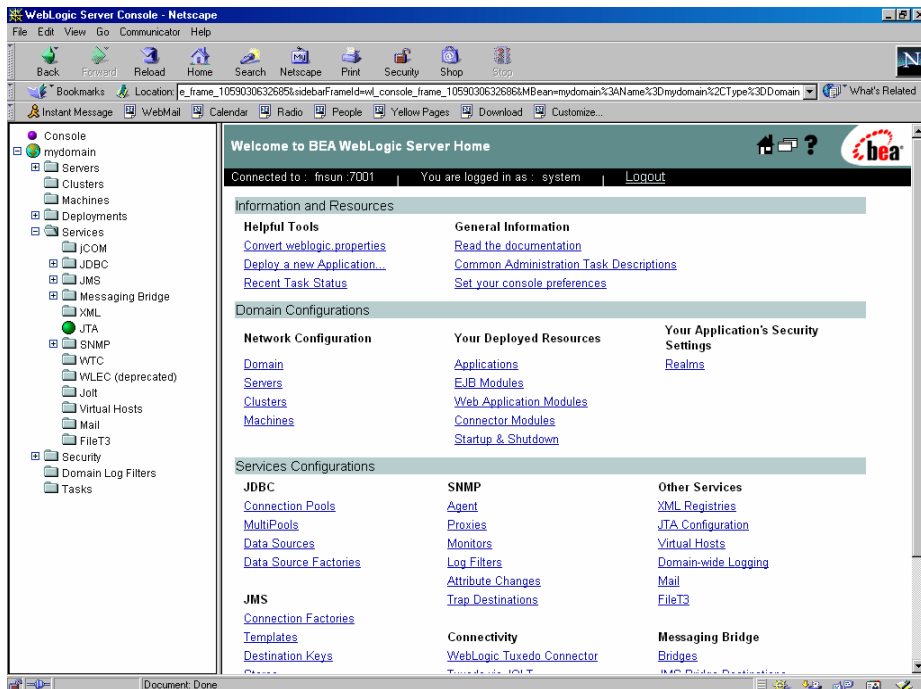 WebLogic Server Console - Netscape
File Edit View Go Communicator Help
Back Forward Reload Home Search Netscape Print Security Shop Stop
Bookmarks Location: e_frame_1059030632685&sidebarFrameId=wl_console_frame_1059030632686&MBean=mydomain%3AName%3Dmydomain%2CType%3DDomain What's Related
Instant Message WebMail Calendar Radio People Yellow Pages Download Customize...
Console
mydomain
Servers
Clusters
Machines
Deployments
Services
jCOM
JDBC
JMS
Messaging Bridge
XML
JTA
SNMP
WTC
WLEC (deprecated)
Jolt
Virtual Hosts
Mail
FileT3
Security
Domain Log Filters
Tasks
Welcome to BEA WebLogic Server Home
bea
Connected to : fnsun :7001 You are logged in as : system Logout
Information and Resources
Helpful Tools
Convert weblogic.properties
Deploy a new Application...
Recent Task Status
General Information
Read the documentation
Common Administration Task Descriptions
Set your console preferences
Domain Configurations
Network Configuration
Domain
Servers
Clusters
Machines
Your Deployed Resources
Applications
EJB Modules
Web Application Modules
Connector Modules
Startup & Shutdown
Your Application's Security
Settings
Realms
Services Configurations
JDBC
Connection Pools
MultiPools
Data Sources
Data Source Factories
SNMP
Agent
Proxies
Monitors
Log Filters
Attribute Changes
Trap Destinations
Other Services
XML Registries
JTA Configuration
Virtual Hosts
Domain-wide Logging
Mail
FileT3
JMS
Connection Factories
Templates
Destination Keys
Stores
Connectivity
WebLogic Tuxedo Connector
Tuxedo via JOLT
Messaging Bridge
Bridges
JMS Bridge Destinations
Document: Done